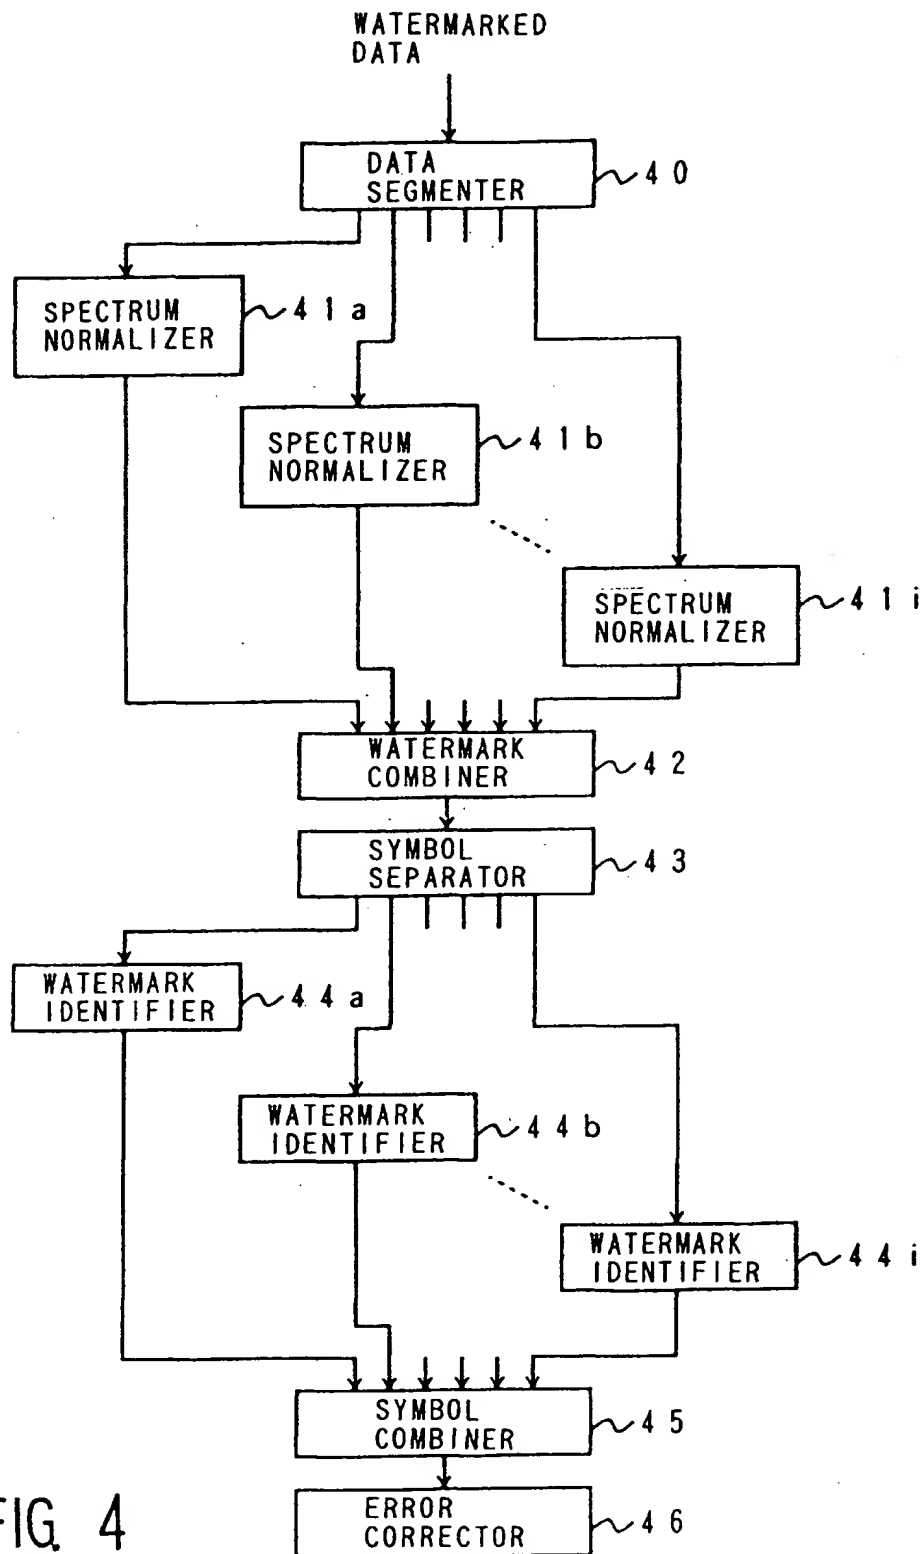 WATERMARKED
DATA
DATA
SEGMENTER
40
SPECTRUM
NORMALIZER
41a
SPECTRUM
NORMALIZER
41b
SPECTRUM
NORMALIZER
41i
WATERMARK
COMBINER
42
SYMBOL
SEPARATOR
43
WATERMARK
IDENTIFIER
44a
WATERMARK
IDENTIFIER
44b
WATERMARK
IDENTIFIER
44i
SYMBOL
COMBINER
45
ERROR
CORRECTOR
46
FIG. 4